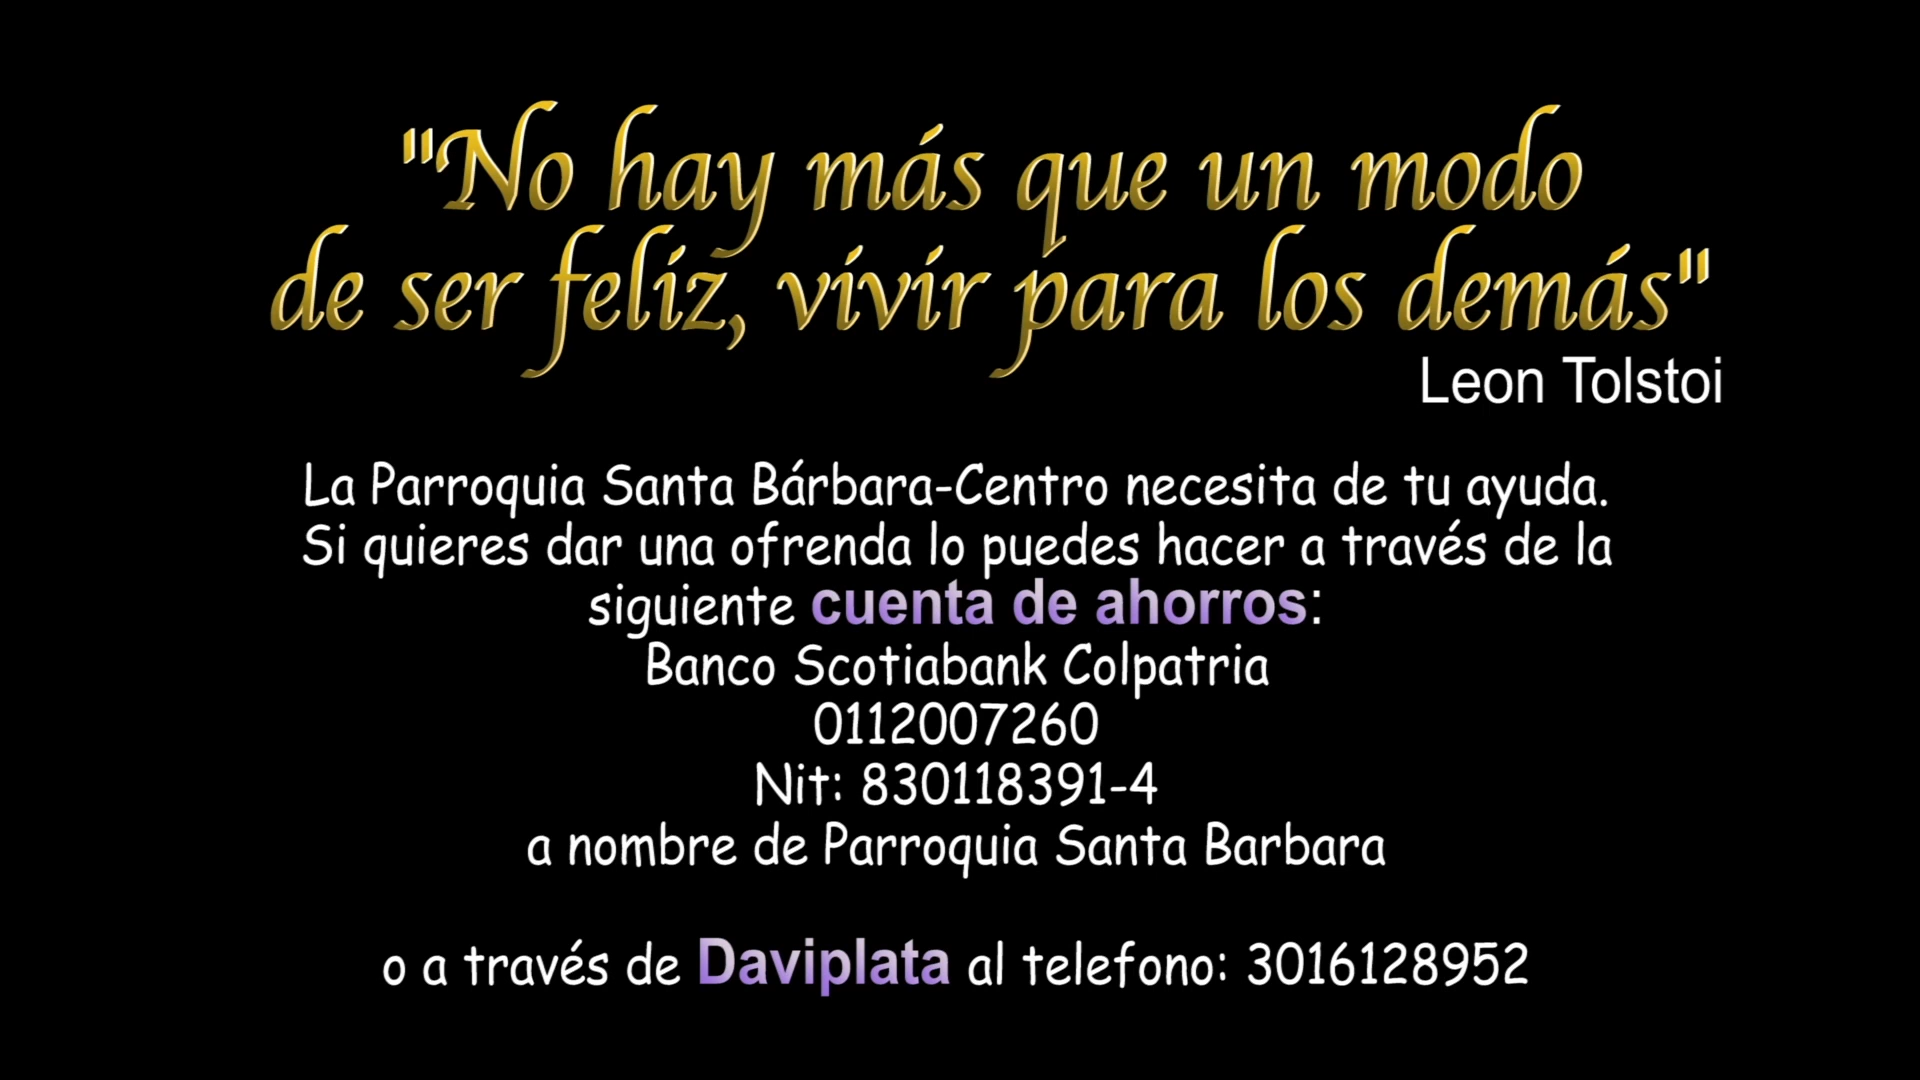 "No hay más que un modo
de ser feliz, vivir para los demás"
Leon Tolstoi
La Parroquia Santa Bárbara-Centro necesita de tu ayuda.
Si quieres dar una ofrenda lo puedes hacer a través de la
siguiente cuenta de ahorros:
Banco Scotiabank Colpatria
0112007260
Nit: 830118391-4
a nombre de Parroquia Santa Barbara
o a través de Daviplata al telefono: 3016128952